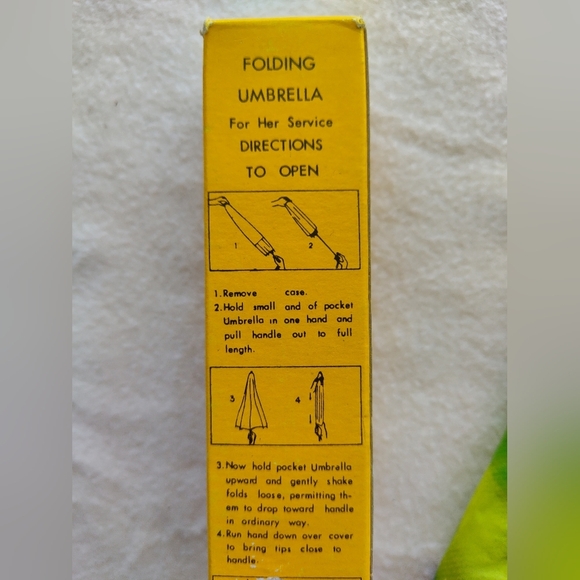 FOLDING
UMBRELLA
For Her Service
DIRECTIONS
TO OPEN
1 2
1.Remove case.
2.Hold small and of pocket
Umbrella in one hand and
pull handle out to full
length.
3 4
3.Now hold pocket Umbrella
upward and gently shake
folds loose, permitting th-
em to drop toward handle
in ordinary way.
4.Run hand down over cover
to bring tips close to
handle.